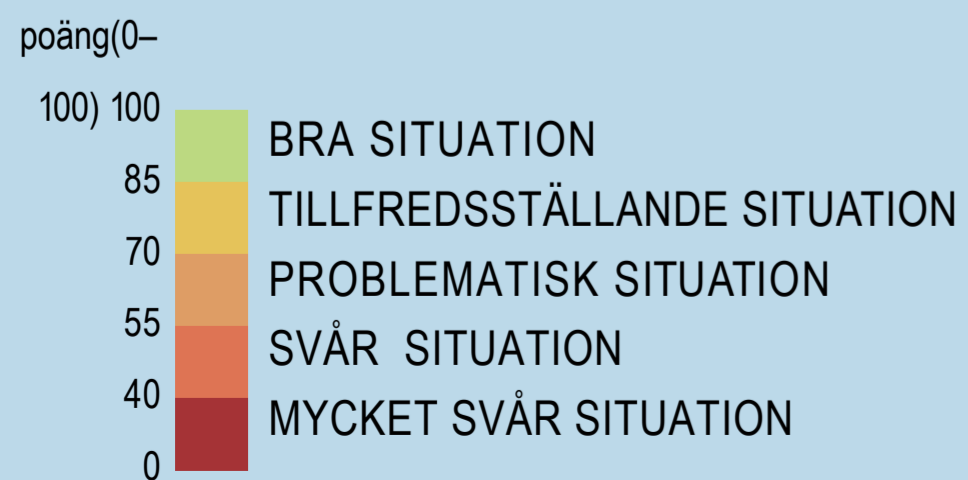 poäng(0–
100) 100
BRA SITUATION
85
TILLFREDSSTÄLLANDE SITUATION
70
PROBLEMATISK SITUATION
55
SVÅR SITUATION
40
MYCKET SVÅR SITUATION
0